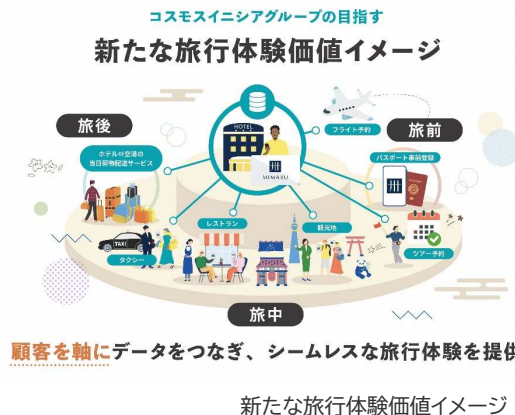 コスモスイニシアグループの目指す
新たな旅行体験価値イメージ
旅後
HOTEL
MIMARU
フライト予約
旅前
ホテル⇔空港の
当日荷物配送サービス
パスポート事前登録
レストラン
観光地
TAXI
タクシー
ツアー予約
旅中
顧客を軸にデータをつなぎ、シームレスな旅行体験を提供
新たな旅行体験価値イメージ